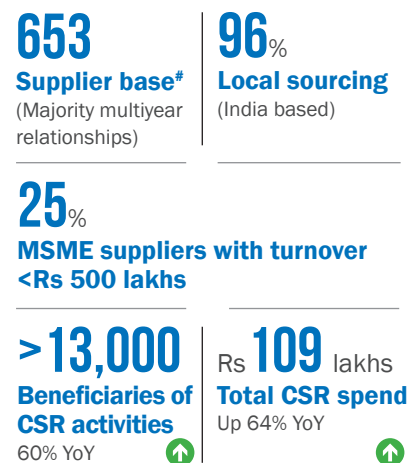 653
Supplier base#
(Majority multiyear
relationships)
96%
Local sourcing
(India based)
25%
MSME suppliers with turnover
<Rs 500 lakhs
>13,000
Beneficiaries of
CSR activities
60% YoY
Rs 109 lakhs
Total CSR spend
Up 64% YoY